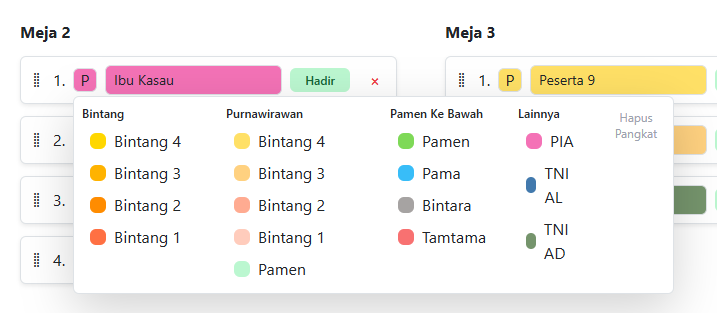 Meja 2
Meja 3
1. P Ibu Kasau Hadir ×
1. P Peserta 9
Bintang
Bintang 4
Bintang 3
Bintang 2
Bintang 1
Purnawirawan
Bintang 4
Bintang 3
Bintang 2
Bintang 1
Pamen
Pamen Ke Bawah
Pamen
Pama
Bintara
Tamtama
Lainnya
PIA
TNI
AL
TNI
AD
Hapus
Pangkat
2.
3.
4.